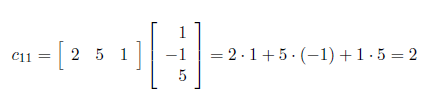 c₁₁ = [ 2 5 1 ] [ 1 −1 5 ] = 2 · 1 + 5 · (−1) + 1 · 5 = 2